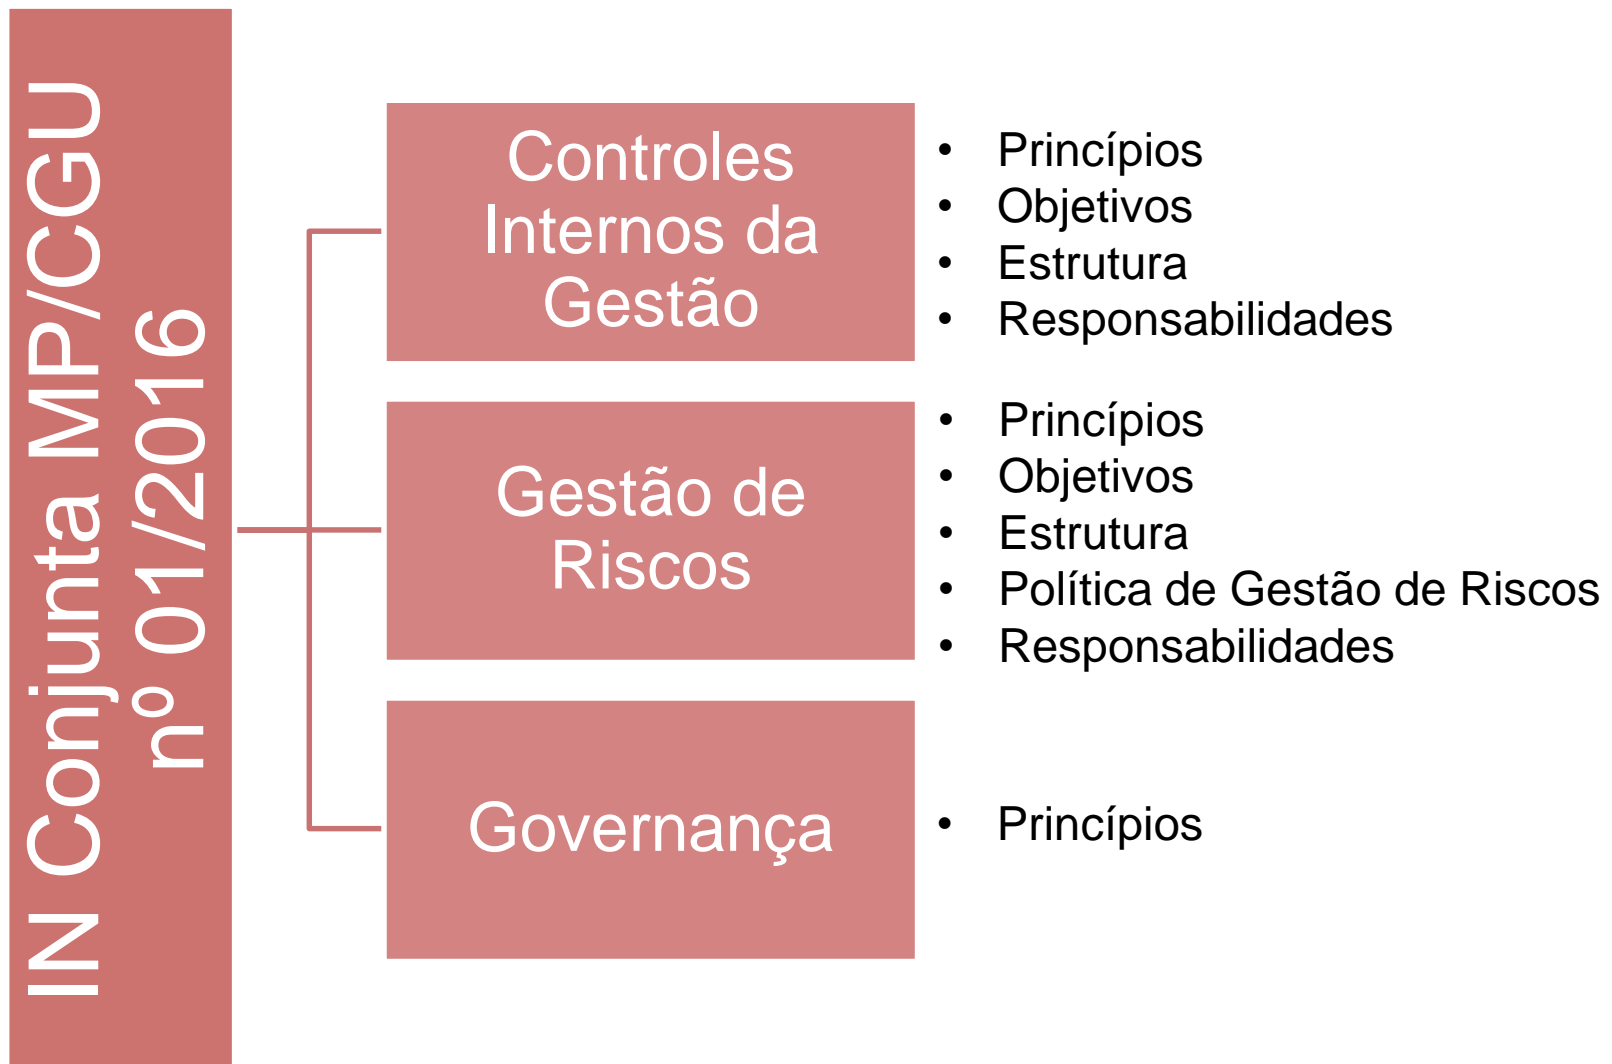 IN Conjunta MP/CGU
nº 01/2016
Controles
Internos da
Gestão
• Princípios
• Objetivos
• Estrutura
• Responsabilidades
Gestão de
Riscos
• Princípios
• Objetivos
• Estrutura
• Política de Gestão de Riscos
• Responsabilidades
Governança
• Princípios